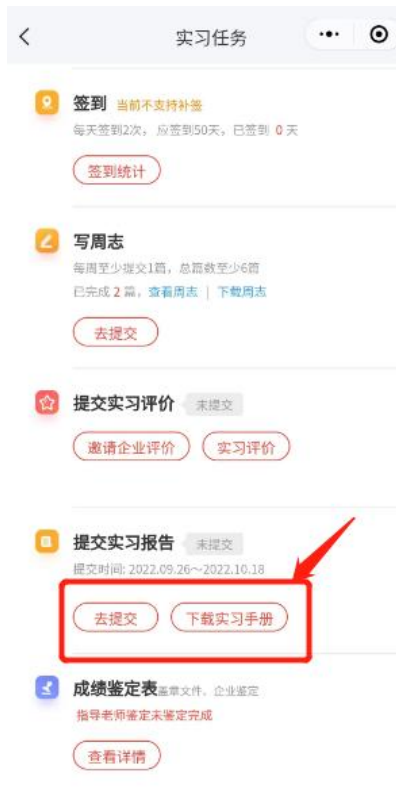 实习任务
签到 当前不支持补签
每天签到2次， 应签到50天，已签到 0 天
签到统计
写周志
每周至少提交1篇，总篇数至少6篇
已完成 2 篇，查看周志 | 下载周志
去提交
提交实习评价 未提交
邀请企业评价 实习评价
提交实习报告 未提交
提交时间: 2022.09.26～2022.10.18
去提交 下载实习手册
成绩鉴定表盖章文件、企业鉴定
指导老师鉴定未鉴定完成
查看详情